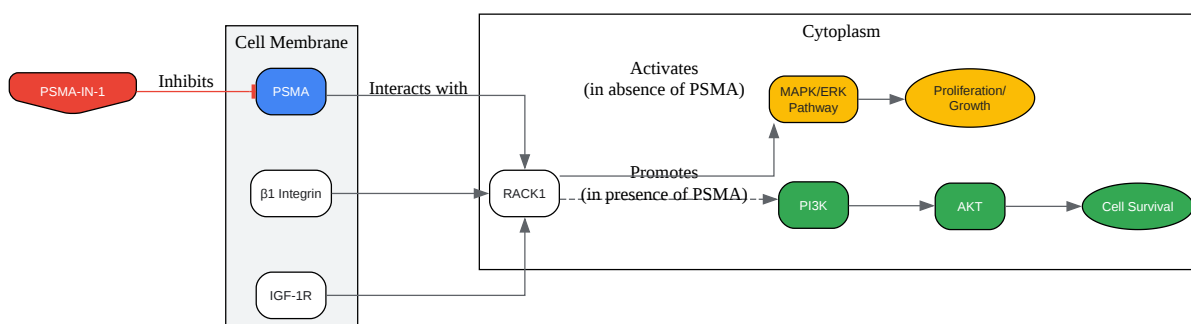 Cell Membrane
Cytoplasm
PSMA-IN-1
Inhibits
PSMA
Interacts with
Activates
(in absence of PSMA)
MAPK/ERK
Pathway
Proliferation/
Growth
β1 Integrin
RACK1
Promotes
(in presence of PSMA)
PI3K
AKT
Cell Survival
IGF-1R